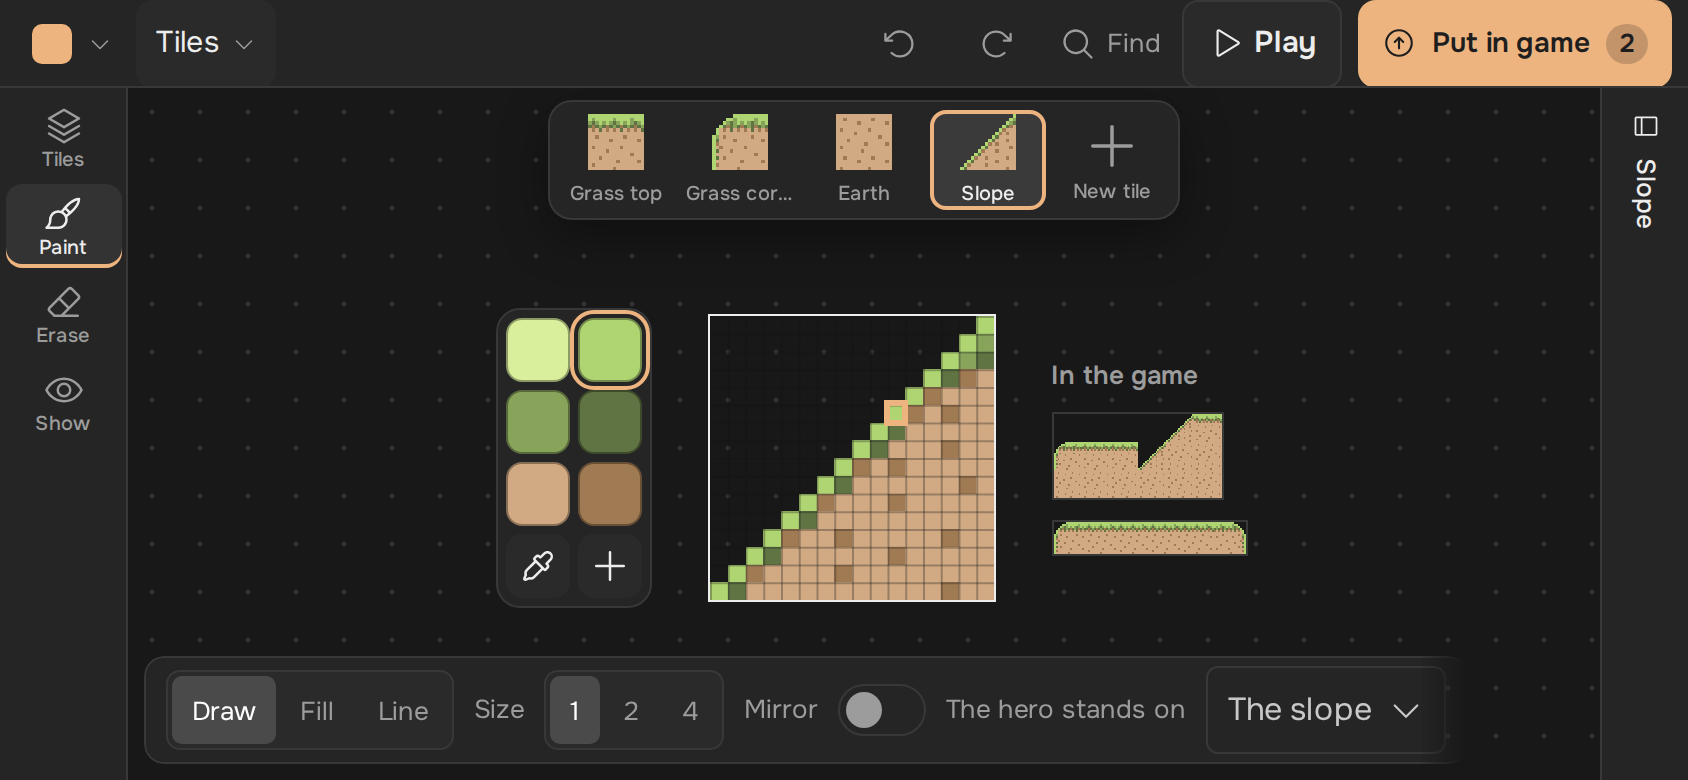 Tiles
Find
Play
Put in game 2
Tiles
Paint
Erase
Show
Grass top
Grass cor...
Earth
Slope
New tile
Slope
In the game
Draw Fill Line Size 1 2 4 Mirror The hero stands on The slope